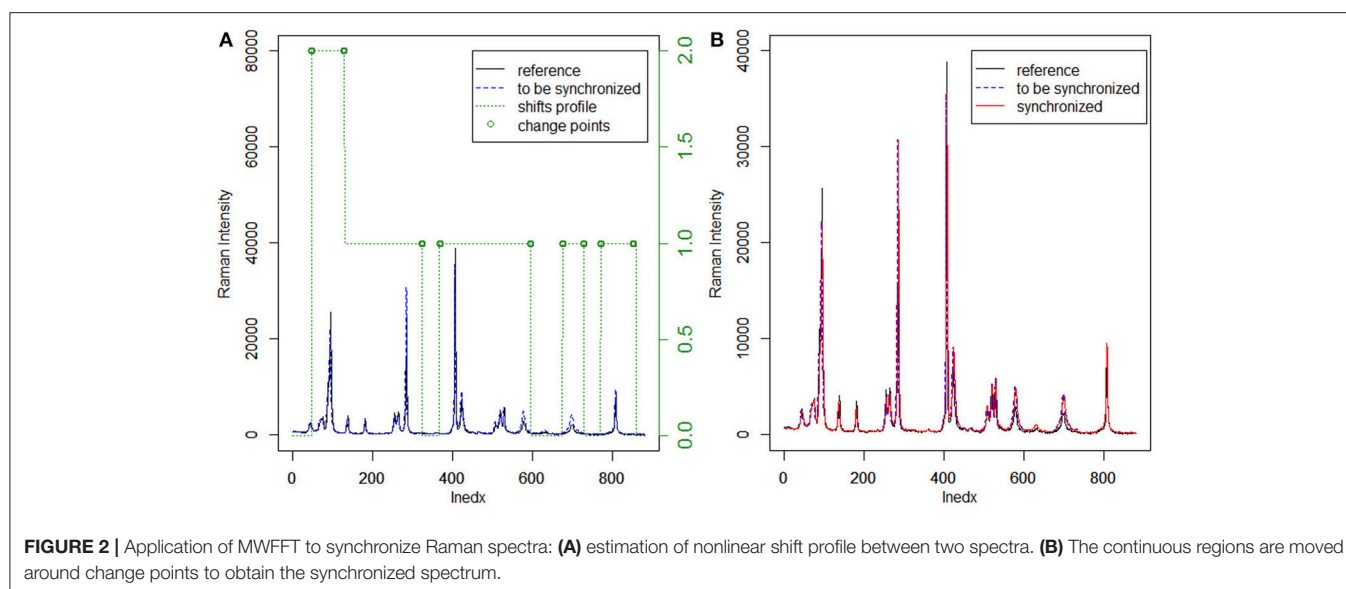 A
80000
60000
40000
20000
0
Raman Intensity
reference
to be synchronized
shifts profile
change points
2.0
1.5
1.0
0.5
0.0
0 200 400 600 800
Inedx
B
40000
30000
20000
10000
0
Raman Intensity
reference
to be synchronized
synchronized
0 200 400 600 800
Inedx
FIGURE 2 | Application of MWFFT to synchronize Raman spectra: (A) estimation of nonlinear shift profile between two spectra. (B) The continuous regions are moved
around change points to obtain the synchronized spectrum.